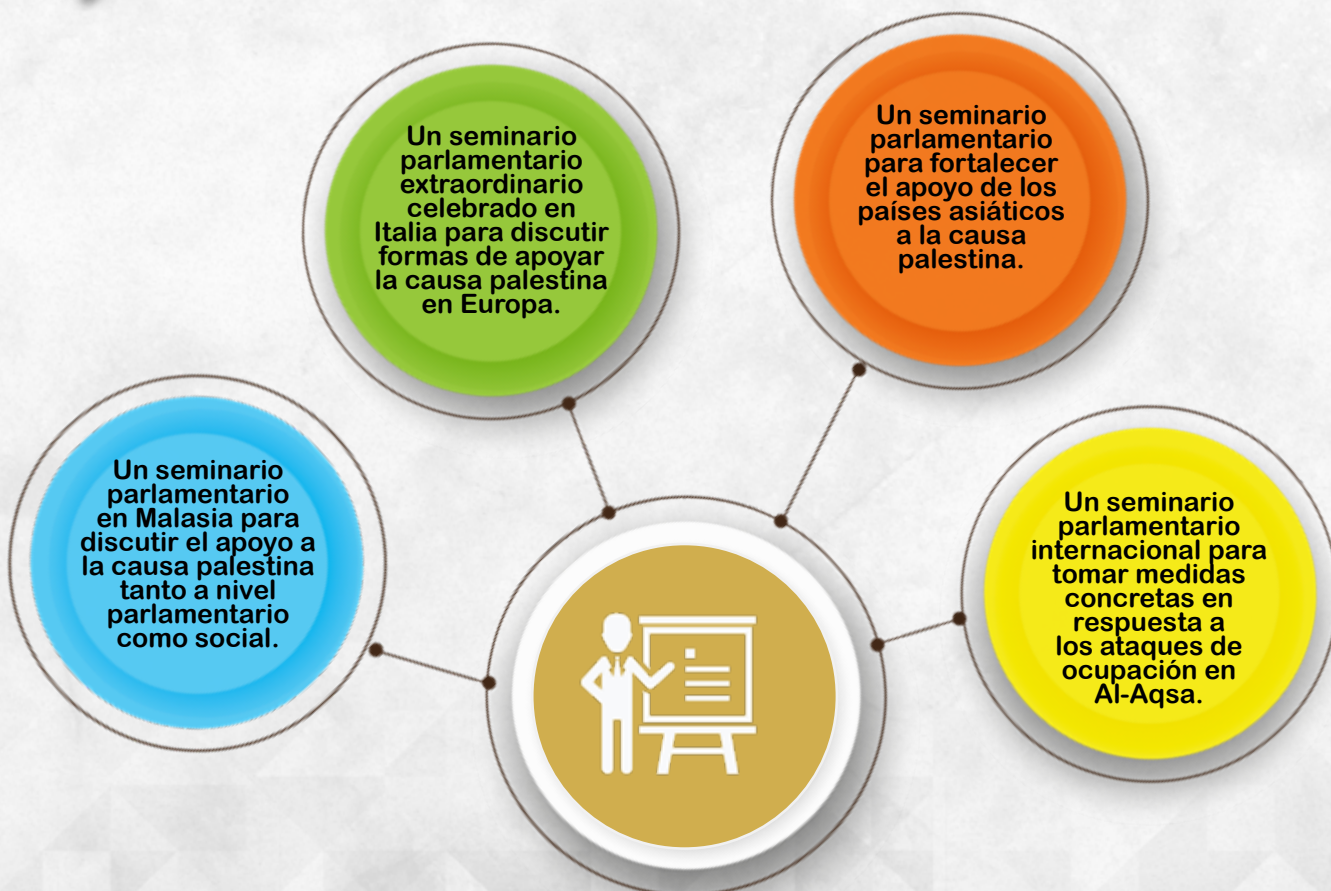 Un seminario
parlamentario
en Malasia para
discutir el apoyo a
la causa palestina
tanto a nivel
parlamentario
como social.
Un seminario
parlamentario
extraordinario
celebrado en
Italia para discutir
formas de apoyar
la causa palestina
en Europa.
Un seminario
parlamentario
para fortalecer
el apoyo de los
países asiáticos
a la causa
palestina.
Un seminario
parlamentario
internacional para
tomar medidas
concretas en
respuesta a
los ataques de
ocupación en
Al-Aqsa.